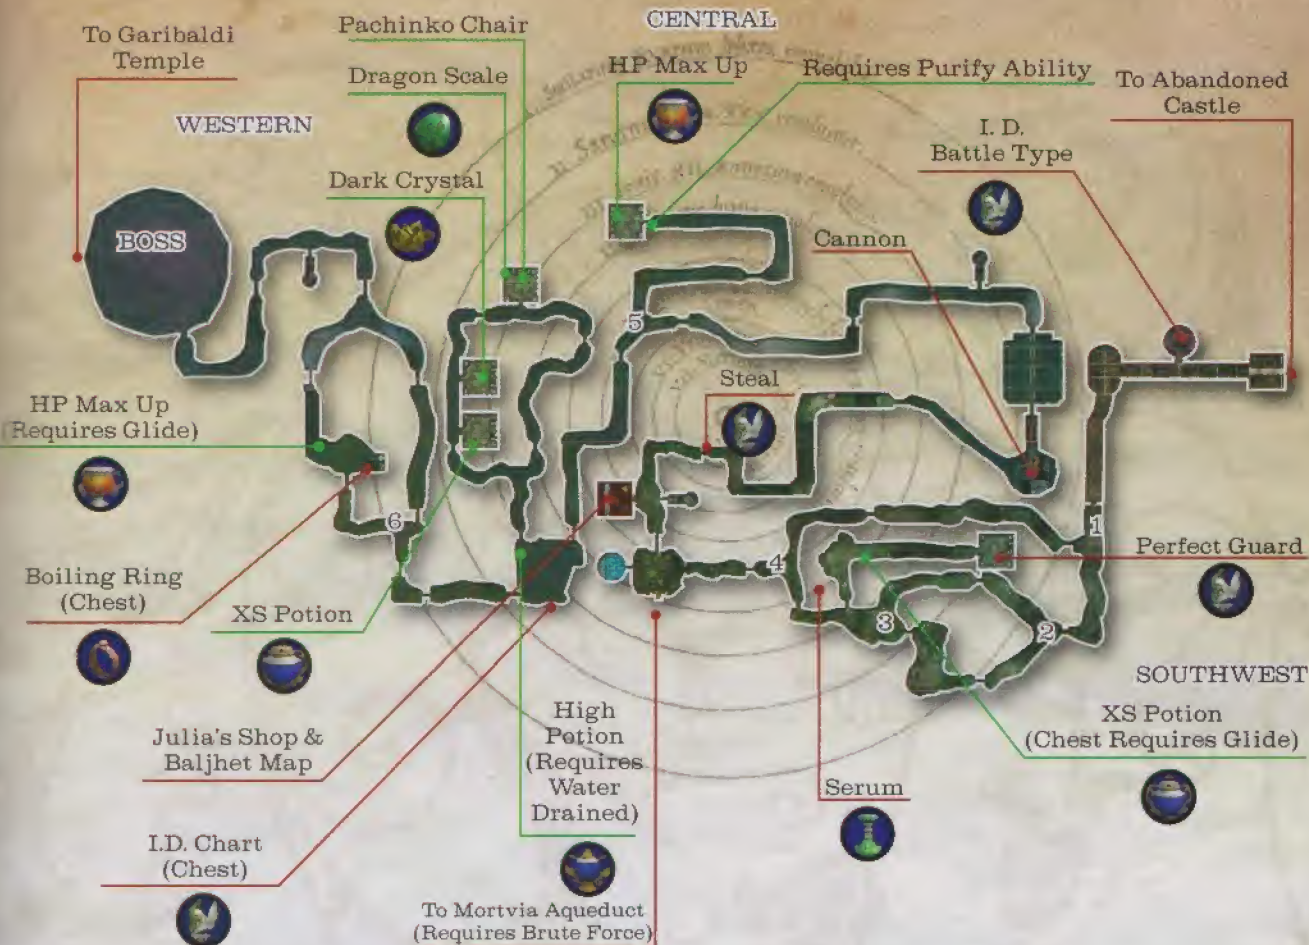 CENTRAL
Pachinko Chair
To Garibaldi
Temple
Dragon Scale
HP Max Up
Requires Purify Ability
To Abandoned
Castle
WESTERN
I. D.
Battle Type
Dark Crystal
BOSS
Cannon
5
Steal
HP Max Up
(Requires Glide)
6
1
4
Perfect Guard
3
2
Boiling Ring
(Chest)
XS Potion
SOUTHWEST
High
Potion
(Requires
Water
Drained)
XS Potion
(Chest Requires Glide)
Julia's Shop &
Baljhet Map
Serum
I.D. Chart
(Chest)
To Mortvia Aqueduct
(Requires Brute Force)